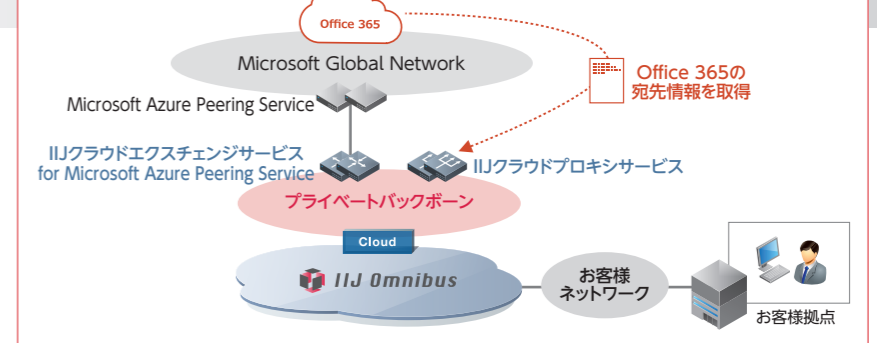 Office 365
Microsoft Global Network
Office 365の
宛先情報を取得
Microsoft Azure Peering Service
IIJクラウドエクスチェンジサービス
for Microsoft Azure Peering Service
IIJクラウドプロキシサービス
プライベートバックボーン
Cloud
IIJ Omnibus
お客様
ネットワーク
お客様拠点